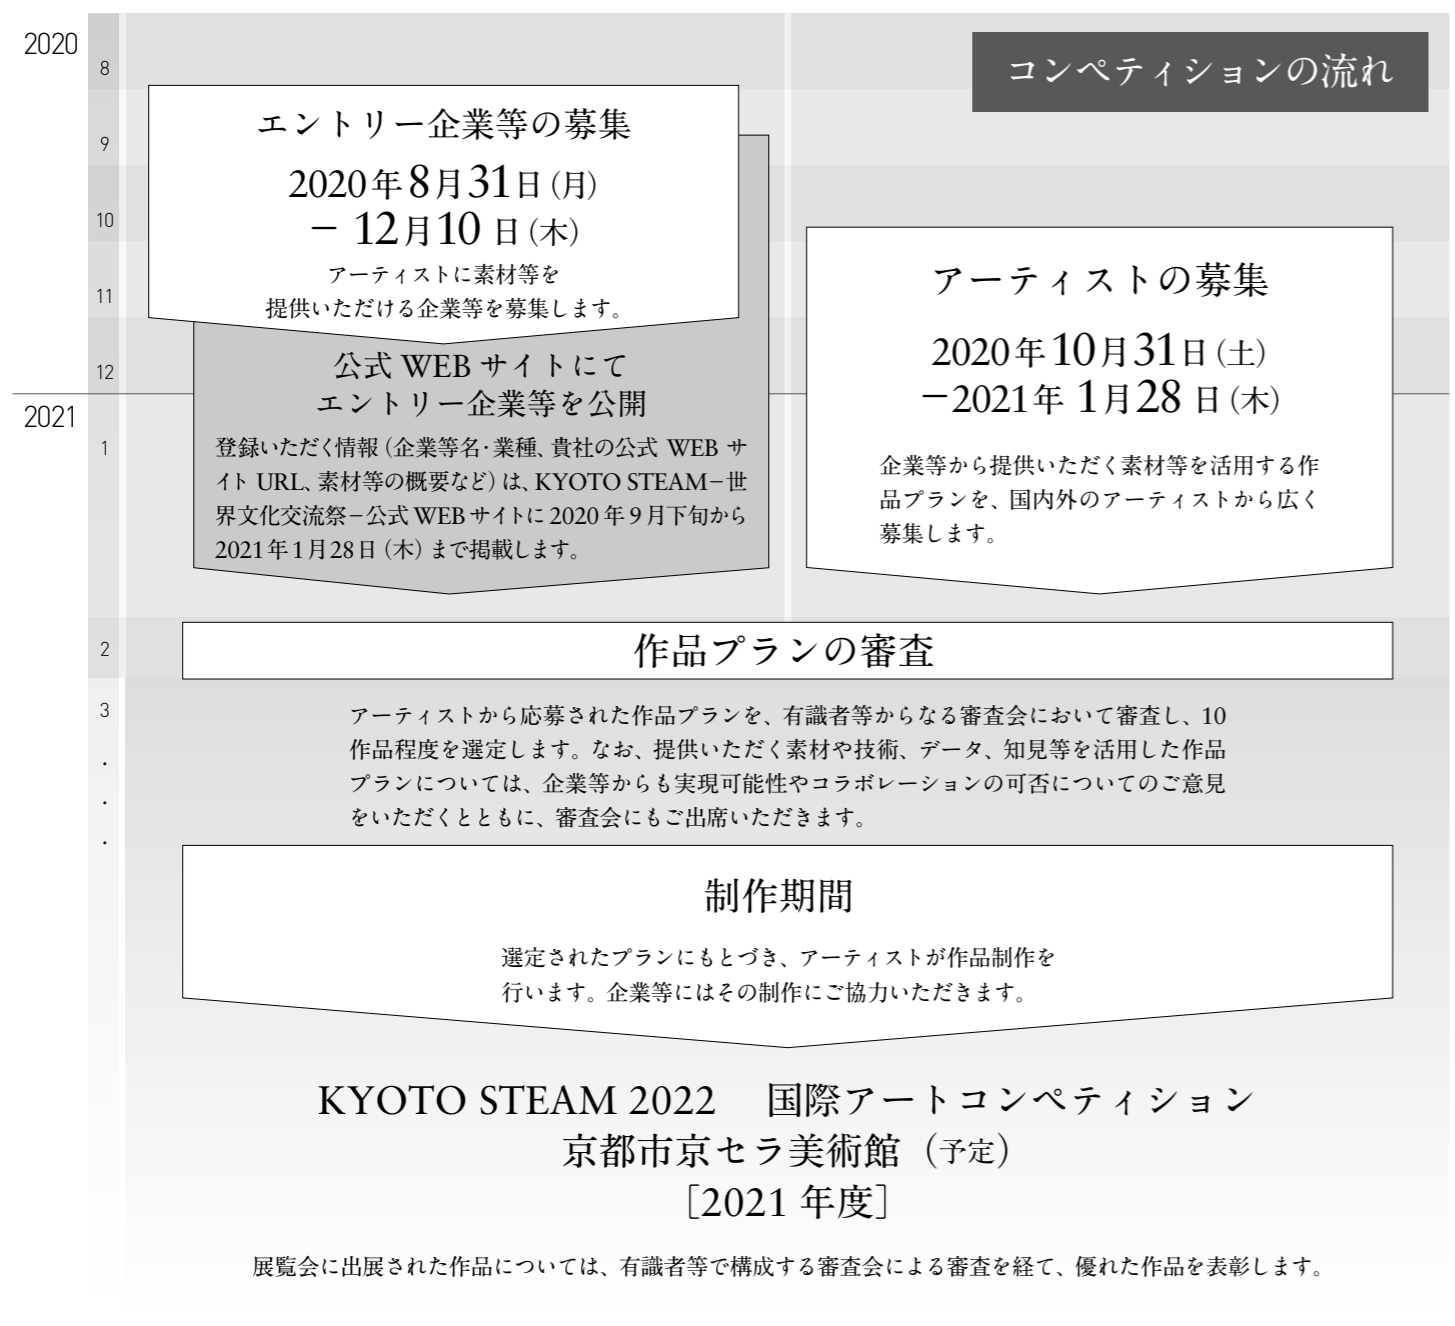 コンペティションの流れ
2020
8
9
10
11
12
2021
1
2
3
・
・
・
エントリー企業等の募集
2020年8月31日(月)
− 12月10 日(木)
アーティストに素材等を
提供いただける企業等を募集します。
公式 WEB サイトにて
エントリー企業等を公開
登録いただく情報(企業等名・業種、貴社の公式 WEB サ
イト URL、素材等の概要など)は、KYOTO STEAM−世
界文化交流祭−公式 WEB サイトに 2020 年 9 月下旬から
2021年1月28日(木)まで掲載します。
アーティストの募集
2020年10月31日(土)
−2021年 1月28 日(木)
企業等から提供いただく素材等を活用する作
品プランを、国内外のアーティストから広く
募集します。
作品プランの審査
アーティストから応募された作品プランを、有識者等からなる審査会において審査し、10
作品程度を選定します。なお、提供いただく素材や技術、データ、知見等を活用した作品
プランについては、企業等からも実現可能性やコラボレーションの可否についてのご意見
をいただくとともに、審査会にもご出席いただきます。
制作期間
選定されたプランにもとづき、アーティストが作品制作を
行います。企業等にはその制作にご協力いただきます。
KYOTO STEAM 2022　国際アートコンペティション
京都市京セラ美術館(予定)
[2021 年度]
展覧会に出展された作品については、有識者等で構成する審査会による審査を経て、優れた作品を表彰します。